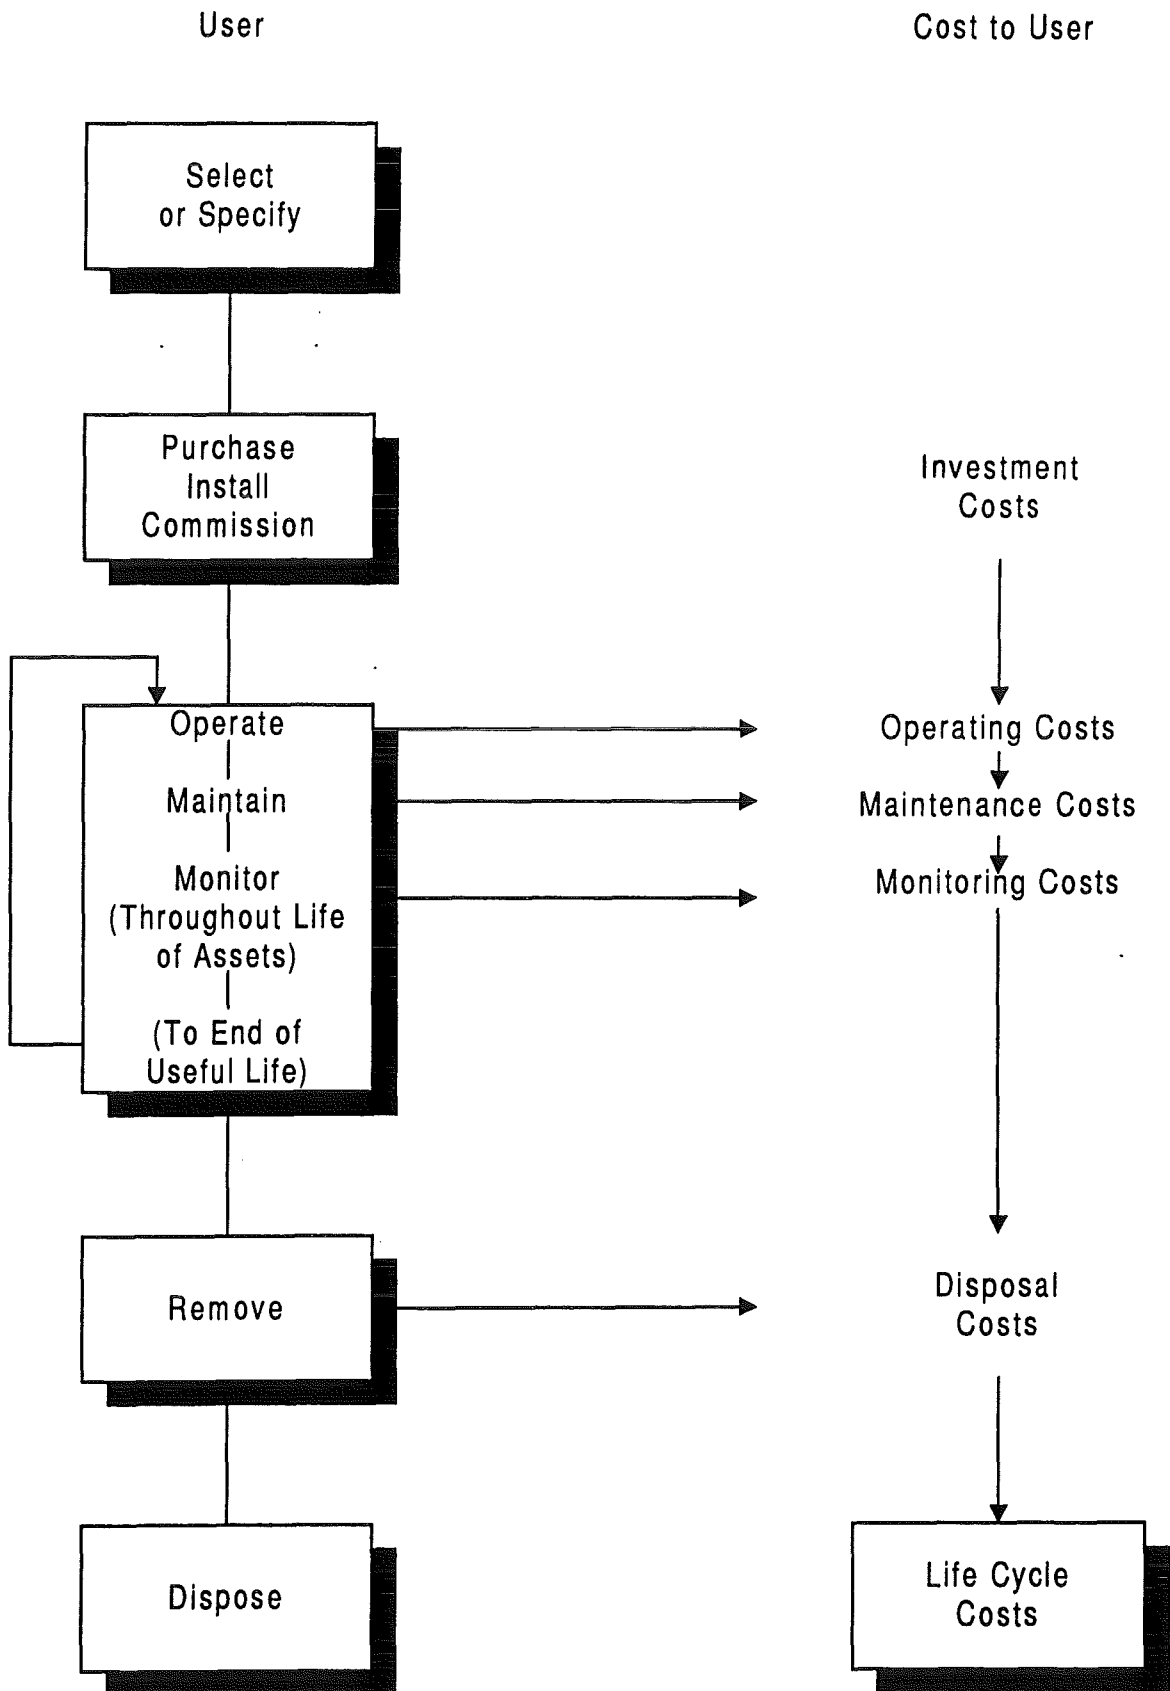 User
Cost to User
Select
or Specify
Purchase
Install
Commission
Investment
Costs
Operate
Operating Costs
Maintain
Maintenance Costs
Monitor
(Throughout Life
of Assets)
Monitoring Costs
(To End of
Useful Life)
Remove
Disposal
Costs
Dispose
Life Cycle
Costs